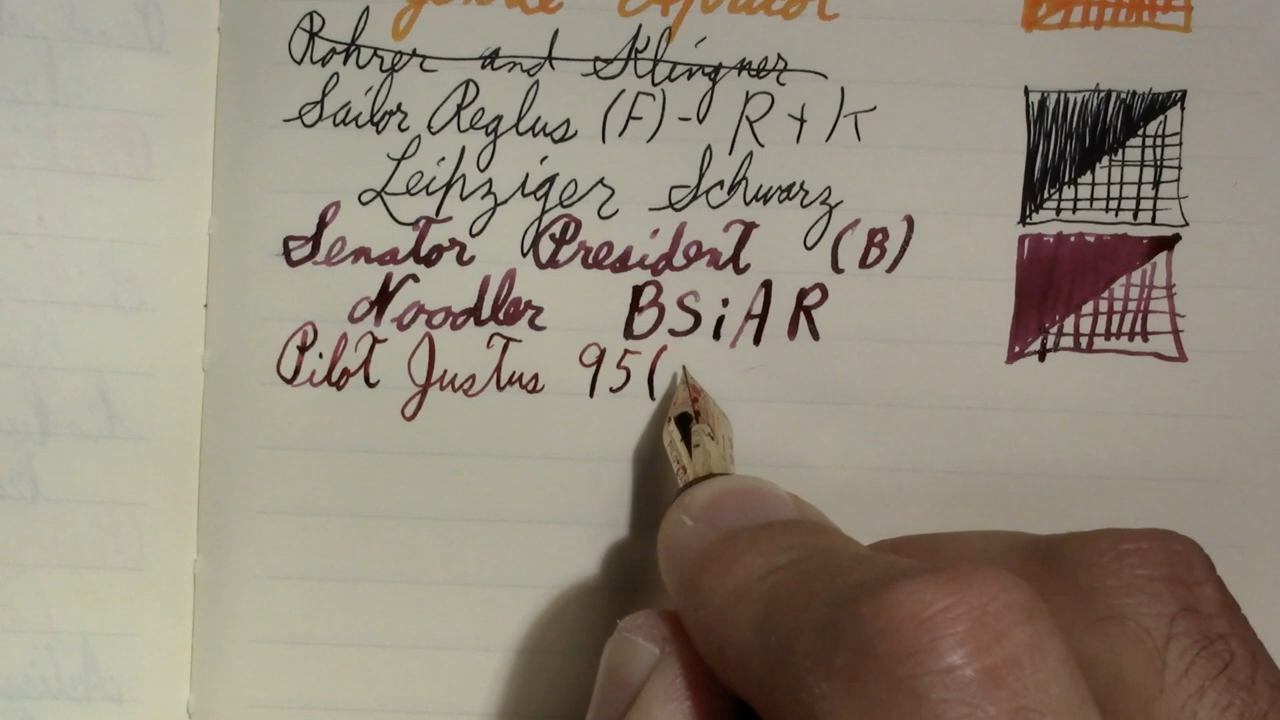 Rohrer and Klingner
Sailor Reglus (F) - R + K
Leipziger Schwarz
Senator President (B)
Noodler BSiAR
Pilot Justus 95(